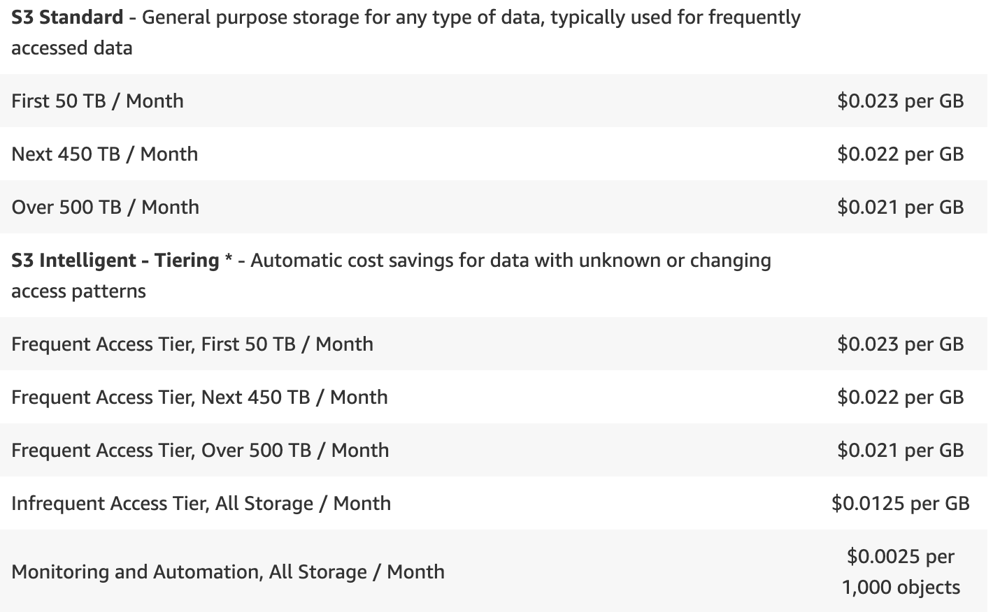 S3 Standard - General purpose storage for any type of data, typically used for frequently
accessed data
First 50 TB / Month $0.023 per GB
Next 450 TB / Month $0.022 per GB
Over 500 TB / Month $0.021 per GB
S3 Intelligent - Tiering * - Automatic cost savings for data with unknown or changing
access patterns
Frequent Access Tier, First 50 TB / Month $0.023 per GB
Frequent Access Tier, Next 450 TB / Month $0.022 per GB
Frequent Access Tier, Over 500 TB / Month $0.021 per GB
Infrequent Access Tier, All Storage / Month $0.0125 per GB
Monitoring and Automation, All Storage / Month $0.0025 per
1,000 objects